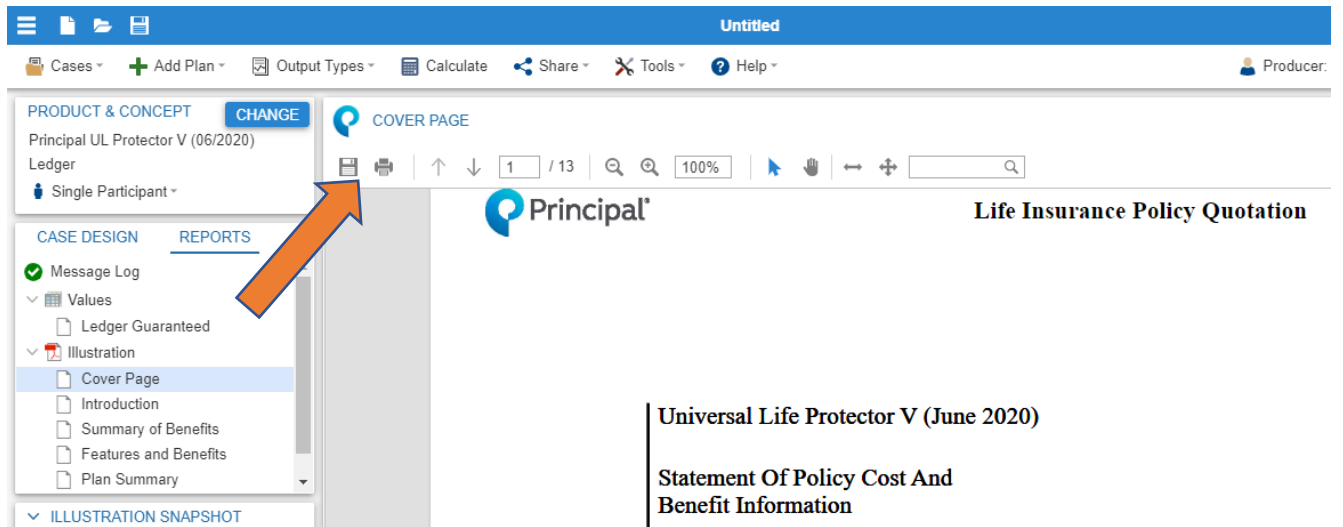 Untitled
Cases Add Plan Output Types Calculate Share Tools Help Producer:
PRODUCT & CONCEPT CHANGE
Principal UL Protector V (06/2020)
Ledger
Single Participant
CASE DESIGN REPORTS
Message Log
Values
Ledger Guaranteed
Illustration
Cover Page
Introduction
Summary of Benefits
Features and Benefits
Plan Summary
ILLUSTRATION SNAPSHOT
COVER PAGE
1 / 13 100%
Principal® Life Insurance Policy Quotation
Universal Life Protector V (June 2020)
Statement Of Policy Cost And
Benefit Information